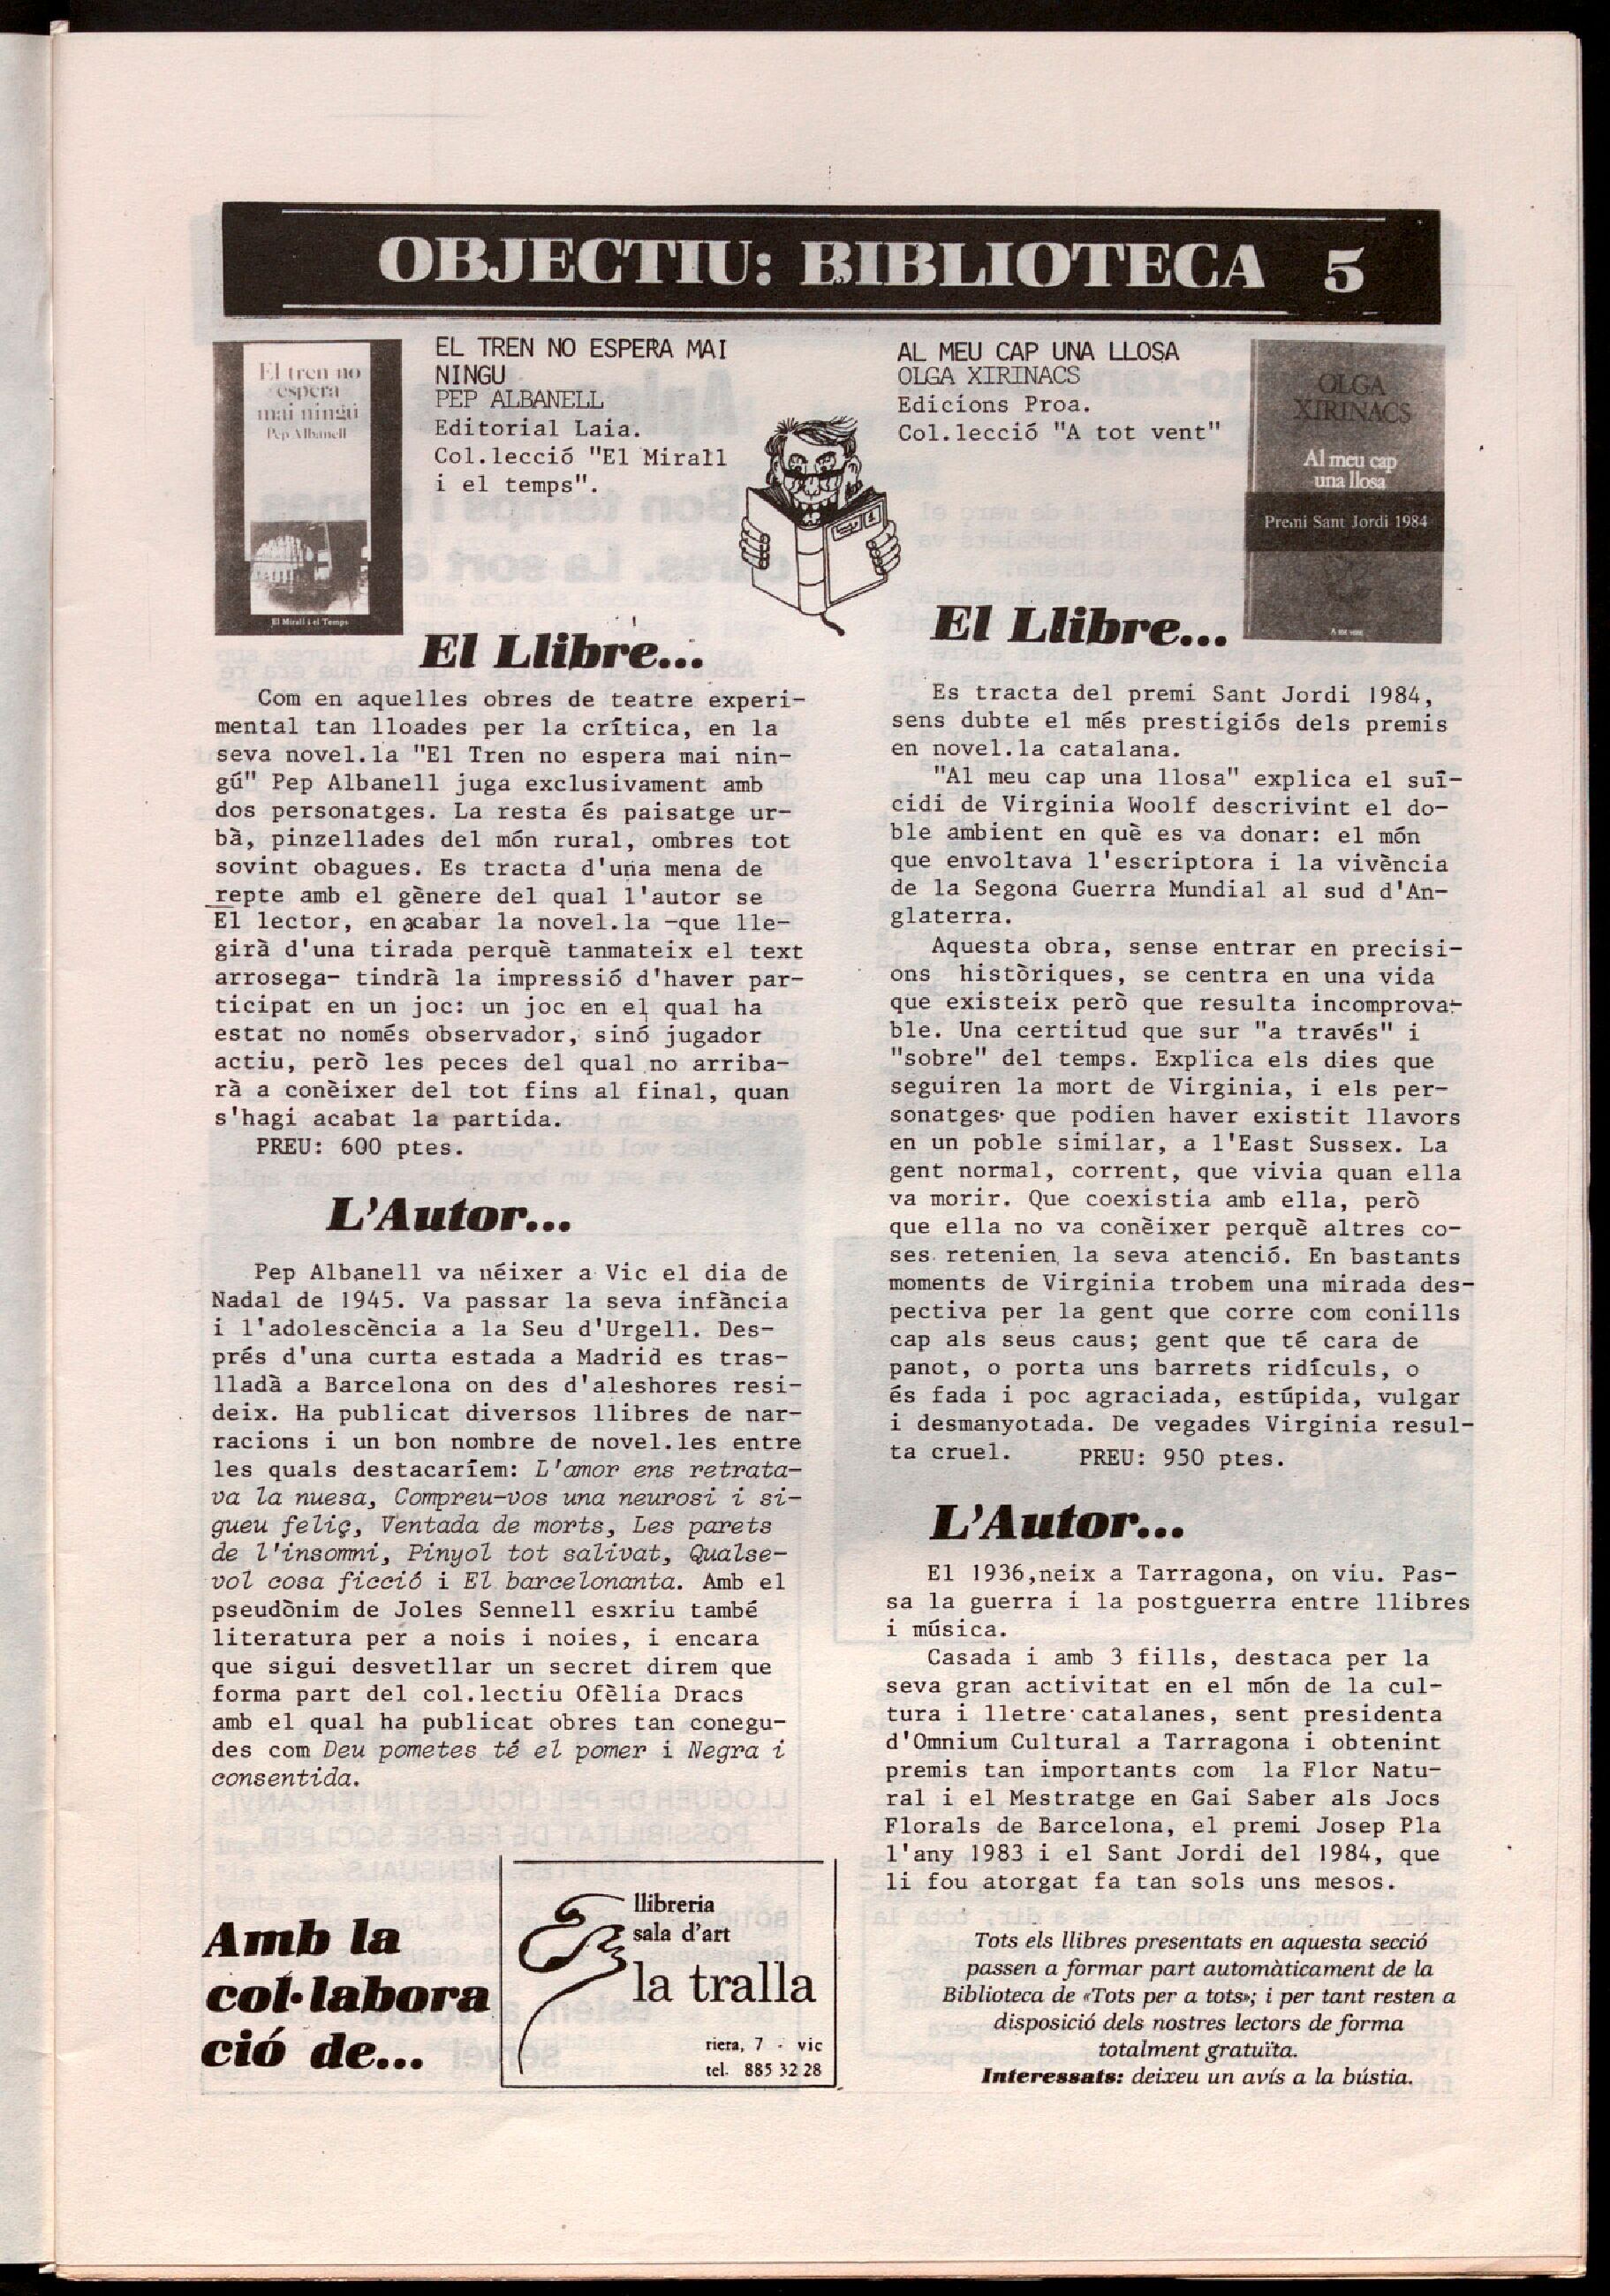 OBJECTIU: BIBLIOTECA 5
El tren no
espera
mai ningú
Pep Albanell
El Mirall i el Temps
EL TREN NO ESPERA MAI
NINGU
PEP ALBANELL
Editorial Laia.
Col.lecció "El Mirall
i el temps".
El Llibre...
Com en aquelles obres de teatre experi-
mental tan lloades per la crítica, en la
seva novel.la "El Tren no espera mai nin-
gú" Pep Albanell juga exclusivament amb
dos personatges. La resta és paisatge ur-
bà, pinzellades del món rural, ombres tot
sovint obagues. Es tracta d'una mena de
repte amb el gènere del qual l'autor se
El lector, en acabar la novel.la -que lle-
girà d'una tirada perquè tanmateix el text
arrosega- tindrà la impressió d'haver par-
ticipat en un joc: un joc en el qual ha
estat no només observador, sinó jugador
actiu, però les peces del qual no arriba-
rà a conèixer del tot fins al final, quan
s'hagi acabat la partida.
PREU: 600 ptes.
L'Autor...
Pep Albanell va néixer a Vic el dia de
Nadal de 1945. Va passar la seva infància
i l'adolescència a la Seu d'Urgell. Des-
prés d'una curta estada a Madrid es tras-
lladà a Barcelona on des d'aleshores resi-
deix. Ha publicat diversos llibres de nar-
racions i un bon nombre de novel.les entre
les quals destacaríem: L'amor ens retrata-
va la nuesa, Compreu-vos una neurosi i si-
gueu feliç, Ventada de morts, Les parets
de l'insomni, Pinyol tot salivat, Qualse-
vol cosa ficció i El barcelonanta. Amb el
pseudònim de Joles Sennell esxriu també
literatura per a nois i noies, i encara
que sigui desvetllar un secret direm que
forma part del col.lectiu Ofèlia Dracs
amb el qual ha publicat obres tan conegu-
des com Deu pometes té el pomer i Negra i
consentida.
Amb la
col·labora
ció de...
llibreria
sala d'art
la tralla
riera, 7 - vic
tel. 885 32 28
AL MEU CAP UNA LLOSA
OLGA XIRINACS
Edicions Proa.
Col.lecció "A tot vent"
OLGA
XIRINACS
Al meu cap
una llosa
Premi Sant Jordi 1984
A TOT VENT
El Llibre...
Es tracta del premi Sant Jordi 1984,
sens dubte el més prestigiós dels premis
en novel.la catalana.
"Al meu cap una llosa" explica el suï-
cidi de Virginia Woolf descrivint el do-
ble ambient en què es va donar: el món
que envoltava l'escriptora i la vivència
de la Segona Guerra Mundial al sud d'An-
glaterra.
Aquesta obra, sense entrar en precisi-
ons històriques, se centra en una vida
que existeix però que resulta incomprova-
ble. Una certitud que sur "a través" i
"sobre" del temps. Explica els dies que
seguiren la mort de Virginia, i els per-
sonatges que podien haver existit llavors
en un poble similar, a l'East Sussex. La
gent normal, corrent, que vivia quan ella
va morir. Que coexistia amb ella, però
que ella no va conèixer perquè altres co-
ses retenien la seva atenció. En bastants
moments de Virginia trobem una mirada des-
pectiva per la gent que corre com conills
cap als seus caus; gent que té cara de
panot, o porta uns barrets ridículs, o
és fada i poc agraciada, estúpida, vulgar
i desmanyotada. De vegades Virginia resul-
ta cruel. PREU: 950 ptes.
L'Autor...
El 1936,neix a Tarragona, on viu. Pas-
sa la guerra i la postguerra entre llibres
i música.
Casada i amb 3 fills, destaca per la
seva gran activitat en el món de la cul-
tura i lletre catalanes, sent presidenta
d'Omnium Cultural a Tarragona i obtenint
premis tan importants com la Flor Natu-
ral i el Mestratge en Gai Saber als Jocs
Florals de Barcelona, el premi Josep Pla
l'any 1983 i el Sant Jordi del 1984, que
li fou atorgat fa tan sols uns mesos.
Tots els llibres presentats en aquesta secció
passen a formar part automàticament de la
Biblioteca de «Tots per a tots»; i per tant resten a
disposició dels nostres lectors de forma
totalment gratuïta.
Interessats: deixeu un avís a la bústia.